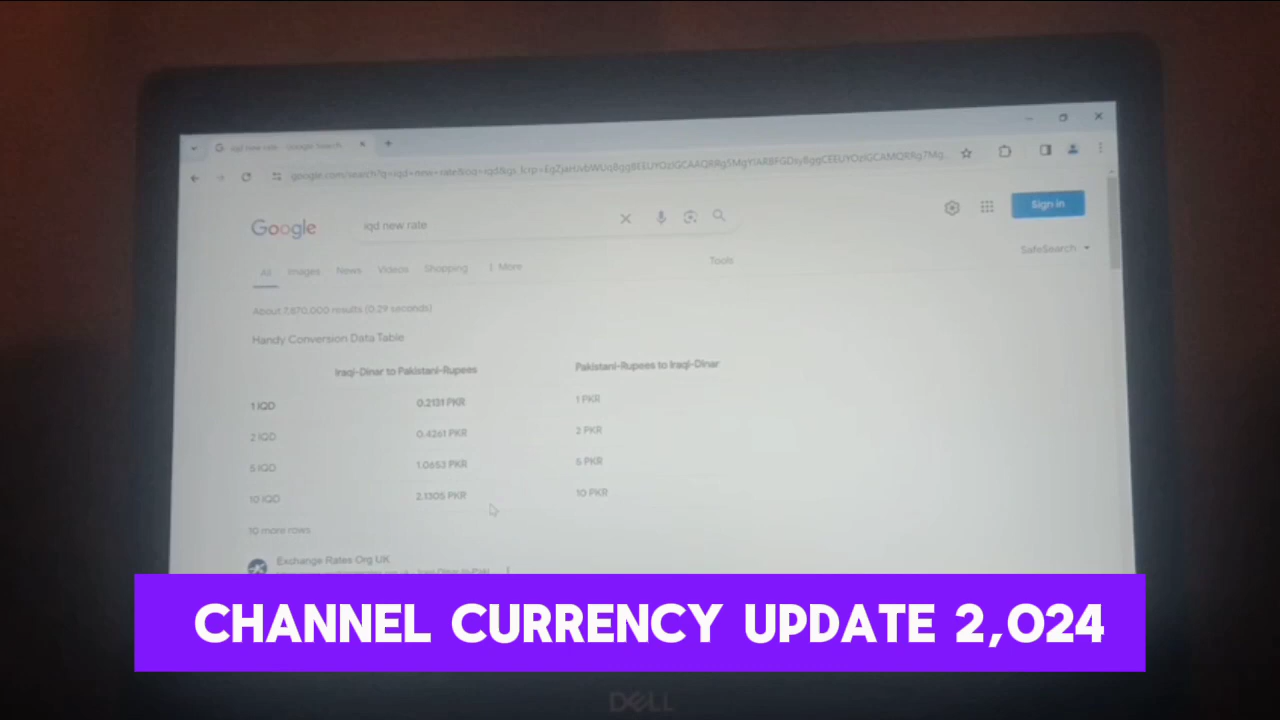 iqd new rate - Google Search
Google
iqd new rate
Sign in
SafeSearch
All Images News Videos Shopping More Tools
About 7,870,000 results (0.29 seconds)
Handy Conversion Data Table
Iraqi-Dinar to Pakistani-Rupees Pakistani-Rupees to Iraqi-Dinar
1 IQD 0.2131 PKR 1 PKR
2 IQD 0.4261 PKR 2 PKR
5 IQD 1.0653 PKR 5 PKR
10 IQD 2.1305 PKR 10 PKR
10 more rows
Exchange Rates Org UK
CHANNEL CURRENCY UPDATE 2,024
DELL